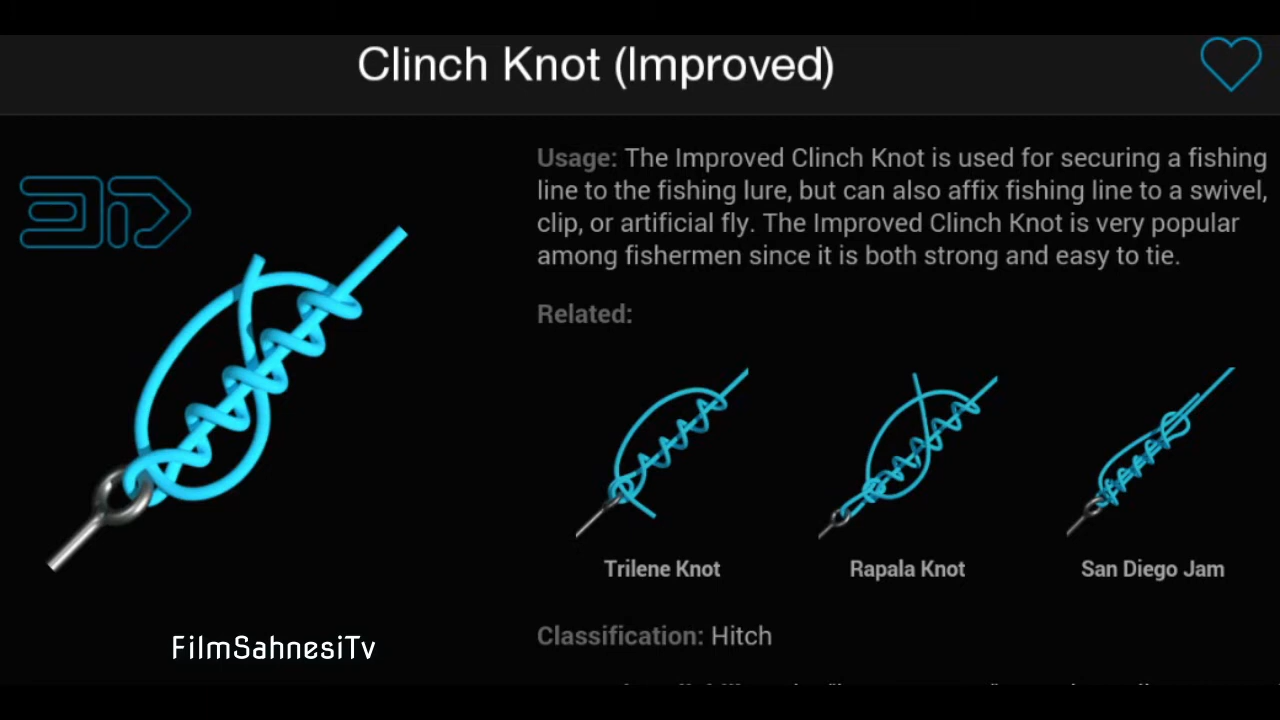 Clinch Knot (Improved)
3D
Usage: The Improved Clinch Knot is used for securing a fishing
line to the fishing lure, but can also affix fishing line to a swivel,
clip, or artificial fly. The Improved Clinch Knot is very popular
among fishermen since it is both strong and easy to tie.
Related:
Trilene Knot
Rapala Knot
San Diego Jam
Classification: Hitch
FilmSahnesiTv